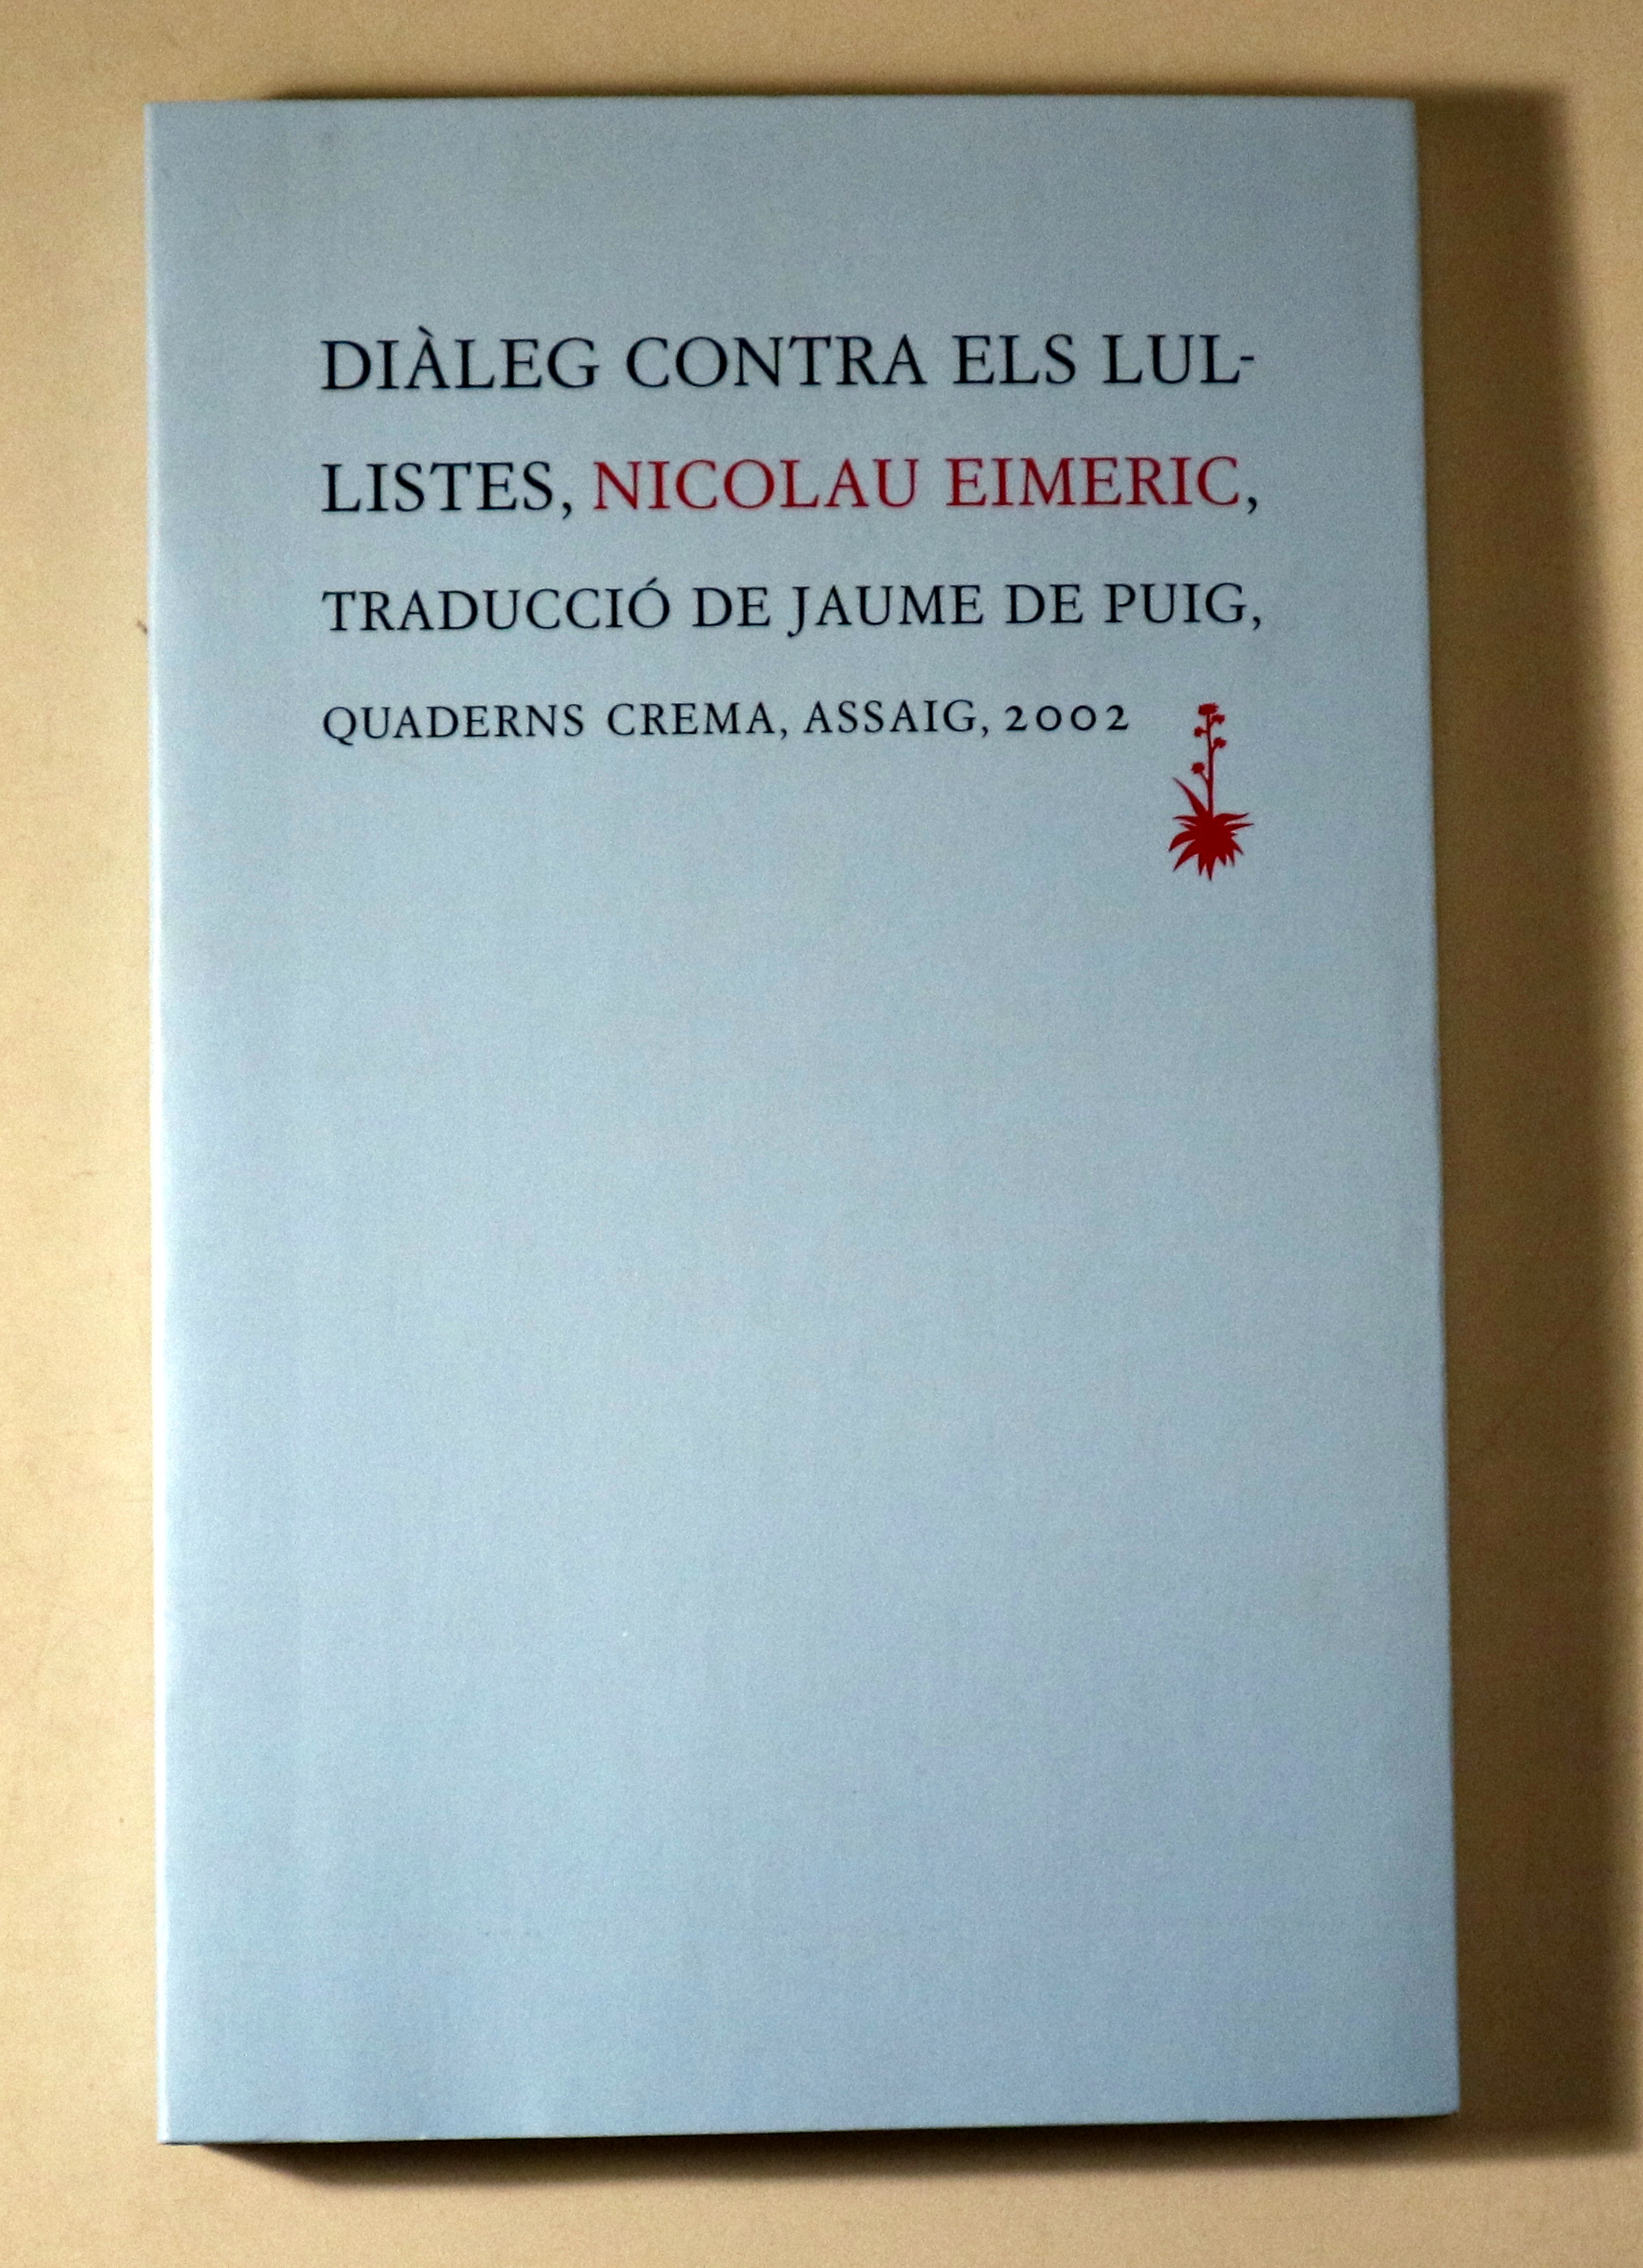 DIÀLEG CONTRA ELS LUL-
LISTES, NICOLAU EIMERIC,
TRADUCCIÓ DE JAUME DE PUIG,
QUADERNS CREMA, ASSAIG, 2002